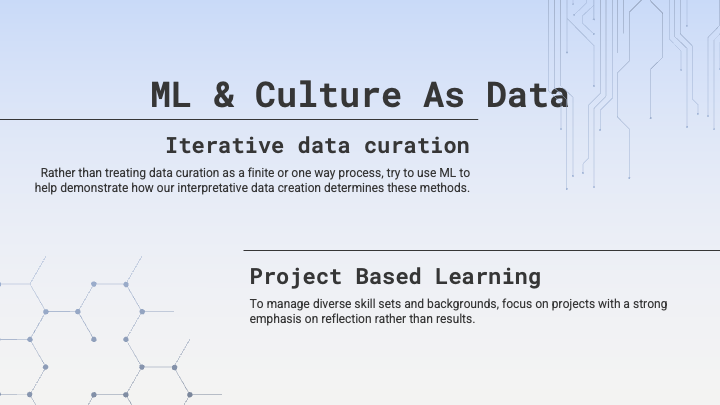 ML & Culture As Data
Iterative data curation
Rather than treating data curation as a finite or one way process, try to use ML to
help demonstrate how our interpretative data creation determines these methods.
Project Based Learning
To manage diverse skill sets and backgrounds, focus on projects with a strong
emphasis on reflection rather than results.